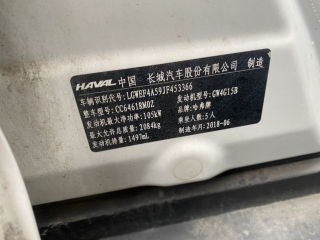 HAVAL 中国 长城汽车股份有限公司 制造
车辆识别代号: LGWEF4A59JF453366
整车型号: CC6461RM0Z 发动机型号: GW4G15B
发动机最大净功率: 105kW 品牌: 哈弗牌
最大允许总质量: 2084kg 乘坐人数: 5人
发动机排量: 1497mL 制造年月: 2018-06